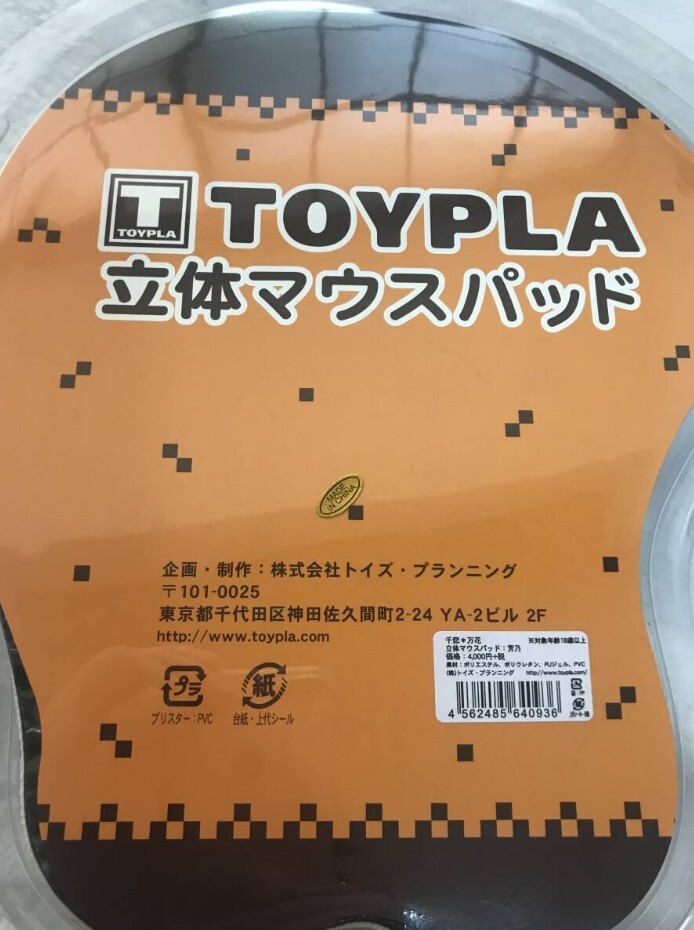 T
TOYPLA
TOYPLA
立体マウスパッド
MADE
IN CHINA
企画・制作：株式会社トイズ・プランニング
〒101-0025
東京都千代田区神田佐久間町2-24 YA-2ビル 2F
http://www.toypla.com
プラ
ブリスター：PVC
紙
台紙・上代シール
千恋＊万花 ※対象年齢18歳以上
立体マウスパッド：芳乃
価格：4,000円+税
素材：ポリエステル、ポリウレタン、PUジェル、PVC
(株)トイズ・プランニング http://www.toypla.com/
4 562485 640936